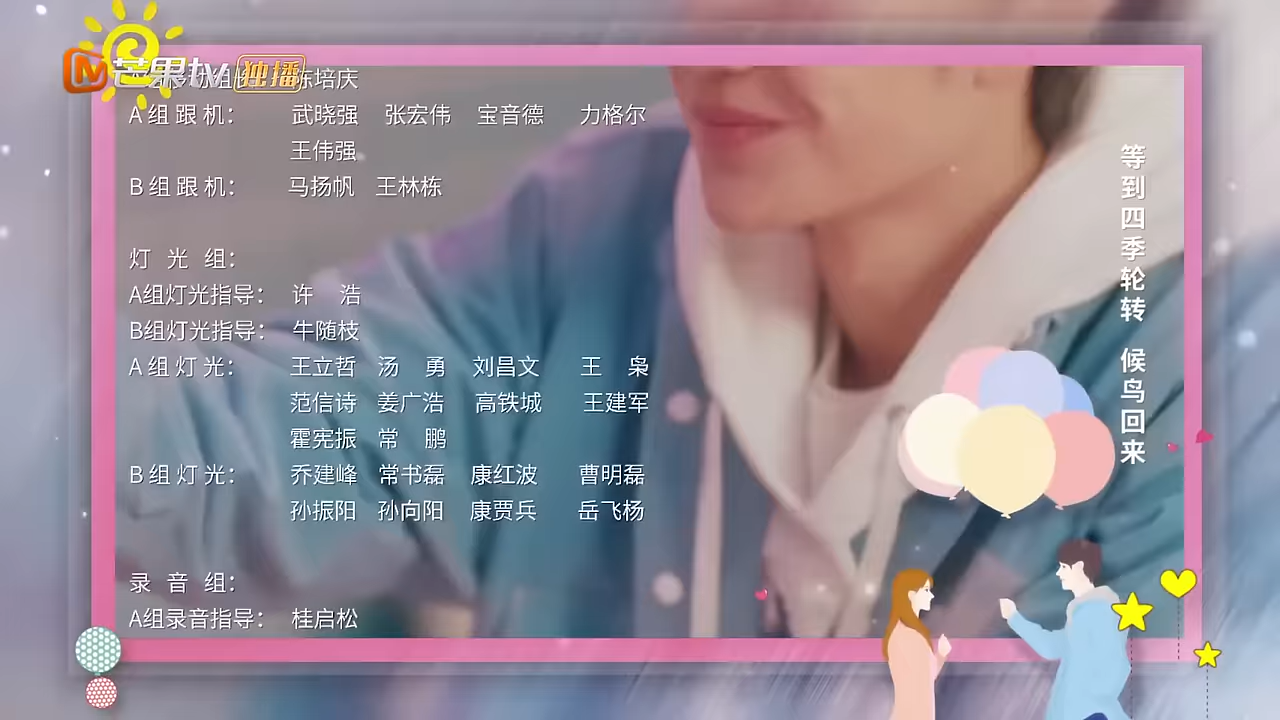 芒果tv 独播
陈培庆
A组跟机： 武晓强 张宏伟 宝音德 力格尔
王伟强
B组跟机： 马扬帆 王林栋
灯光组：
A组灯光指导： 许浩
B组灯光指导： 牛随枝
A组灯光： 王立哲 汤勇 刘昌文 王枭
范信诗 姜广浩 高铁城 王建军
霍宪振 常鹏
B组灯光： 乔建峰 常书磊 康红波 曹明磊
孙振阳 孙向阳 康贾兵 岳飞杨
录音组：
A组录音指导： 桂启松
等到四季轮转 候鸟回来